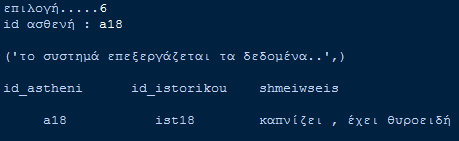 επιλογή.....6
id ασθενή : a18
('το συστημά επεξεργάζεται τα δεδομένα..',)
id_astheni id_istorikou shmeiwseis
a18 ist18 καπνίζει , έχει θυροειδή